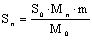 Sₙ = S₀ · Mₙ · m / M₀